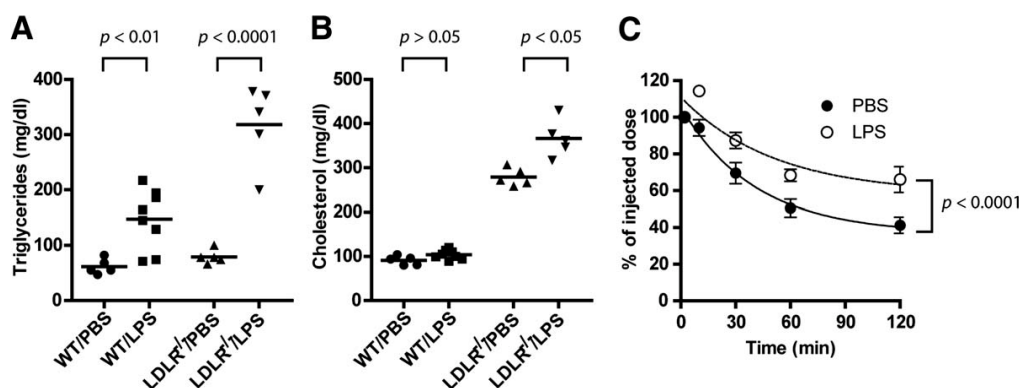 A
p < 0.01
p < 0.0001
Triglycerides (mg/dl)
400
300
200
100
0
WT/PBS
WT/LPS
LDLR-/-/PBS
LDLR-/-/LPS
B
p > 0.05
p < 0.05
Cholesterol (mg/dl)
500
400
300
200
100
0
WT/PBS
WT/LPS
LDLR-/-/PBS
LDLR-/-/LPS
C
% of injected dose
120
100
80
60
40
20
0
0 30 60 90 120
Time (min)
PBS
LPS
p < 0.0001